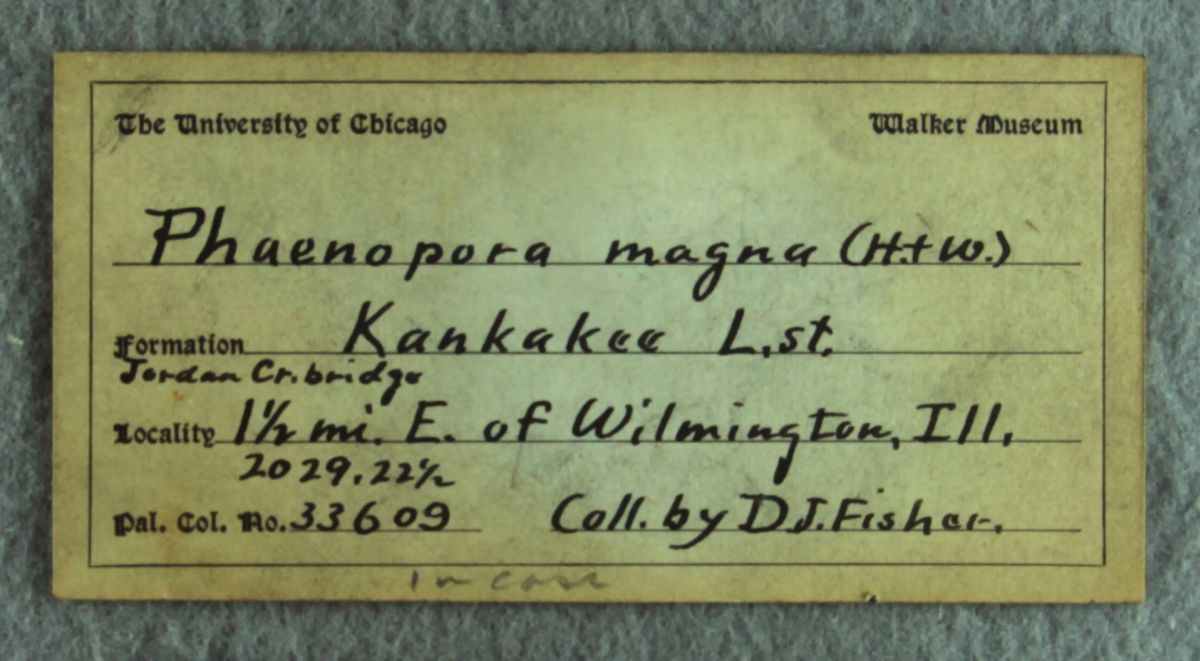 The University of Chicago Walker Museum
Phaenopora magna (H.+W.)
Formation Kankakee L.st.
Jordan Cr. bridge
Locality 1½ mi. E. of Wilmington, Ill.
2029.22½
Pal. Col. No. 33609 Coll. by D.J. Fisher.
in case